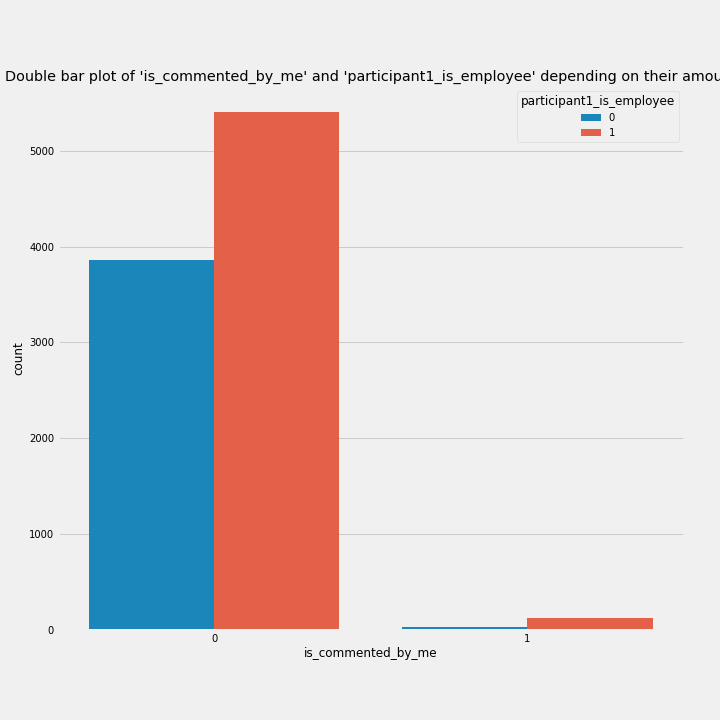 Double bar plot of 'is_commented_by_me' and 'participant1_is_employee' depending on their amou
participant1_is_employee
0
1
5000
4000
3000
2000
1000
0
count
0
1
is_commented_by_me